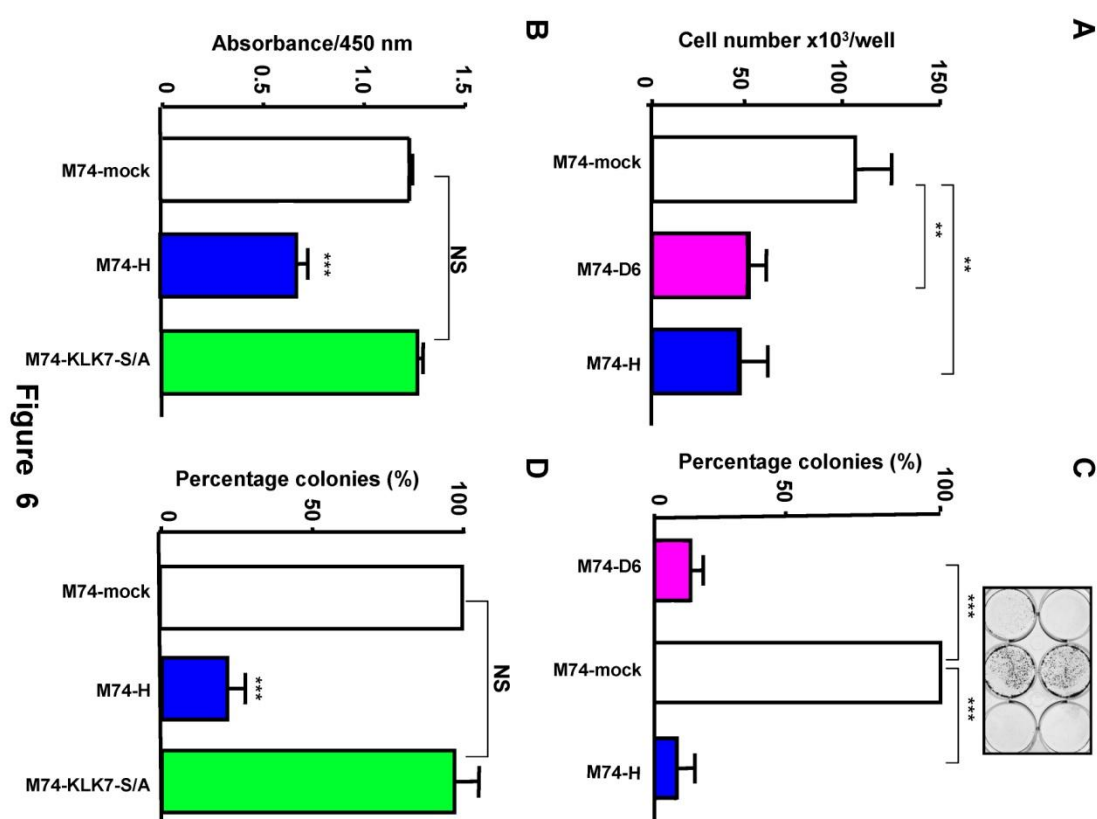 A
Cell number x10³/well
0
50
100
150
M74-mock
M74-D6
M74-H
**
**
B
Absorbance/450 nm
0
0.5
1.0
1.5
M74-mock
M74-H
M74-KLK7-S/A
***
NS
C
Percentage colonies (%)
0
50
100
M74-D6
M74-mock
M74-H
***
***
D
Percentage colonies (%)
0
50
100
M74-mock
M74-H
M74-KLK7-S/A
***
NS
Figure 6